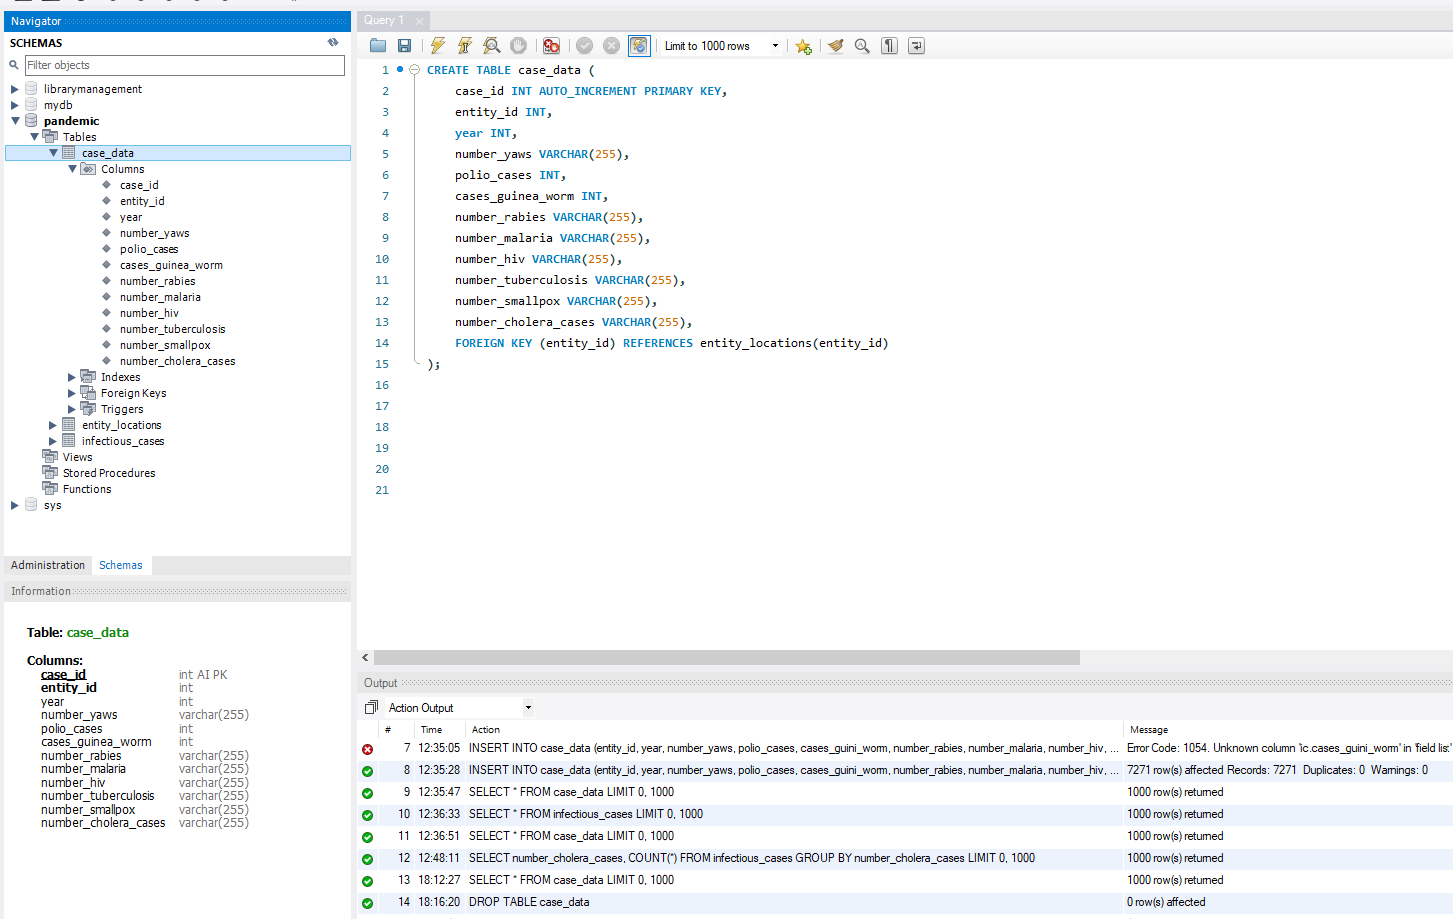 Navigator
SCHEMAS
Filter objects
librarymanagement
mydb
pandemic
Tables
case_data
Columns
case_id
entity_id
year
number_yaws
polio_cases
cases_guinea_worm
number_rabies
number_malaria
number_hiv
number_tuberculosis
number_smallpox
number_cholera_cases
Indexes
Foreign Keys
Triggers
entity_locations
infectious_cases
Views
Stored Procedures
Functions
sys
Administration Schemas
Information
Table: case_data
Columns:
case_id int AI PK
entity_id int
year int
number_yaws varchar(255)
polio_cases int
cases_guinea_worm int
number_rabies varchar(255)
number_malaria varchar(255)
number_hiv varchar(255)
number_tuberculosis varchar(255)
number_smallpox varchar(255)
number_cholera_cases varchar(255)
Query 1
Limit to 1000 rows
1 CREATE TABLE case_data (
2 case_id INT AUTO_INCREMENT PRIMARY KEY,
3 entity_id INT,
4 year INT,
5 number_yaws VARCHAR(255),
6 polio_cases INT,
7 cases_guinea_worm INT,
8 number_rabies VARCHAR(255),
9 number_malaria VARCHAR(255),
10 number_hiv VARCHAR(255),
11 number_tuberculosis VARCHAR(255),
12 number_smallpox VARCHAR(255),
13 number_cholera_cases VARCHAR(255),
14 FOREIGN KEY (entity_id) REFERENCES entity_locations(entity_id)
15 );
16
17
18
19
20
21
Output
Action Output
# Time Action Message
7 12:35:05 INSERT INTO case_data (entity_id, year, number_yaws, polio_cases, cases_guini_worm, number_rabies, number_malaria, number_hiv, ... Error Code: 1054. Unknown column 'ic.cases_guini_worm' in 'field list'
8 12:35:28 INSERT INTO case_data (entity_id, year, number_yaws, polio_cases, cases_guini_worm, number_rabies, number_malaria, number_hiv, ... 7271 row(s) affected Records: 7271 Duplicates: 0 Warnings: 0
9 12:35:47 SELECT * FROM case_data LIMIT 0, 1000 1000 row(s) returned
10 12:36:33 SELECT * FROM infectious_cases LIMIT 0, 1000 1000 row(s) returned
11 12:36:51 SELECT * FROM case_data LIMIT 0, 1000 1000 row(s) returned
12 12:48:11 SELECT number_cholera_cases, COUNT(*) FROM infectious_cases GROUP BY number_cholera_cases LIMIT 0, 1000 1000 row(s) returned
13 18:12:27 SELECT * FROM case_data LIMIT 0, 1000 1000 row(s) returned
14 18:16:20 DROP TABLE case_data 0 row(s) affected